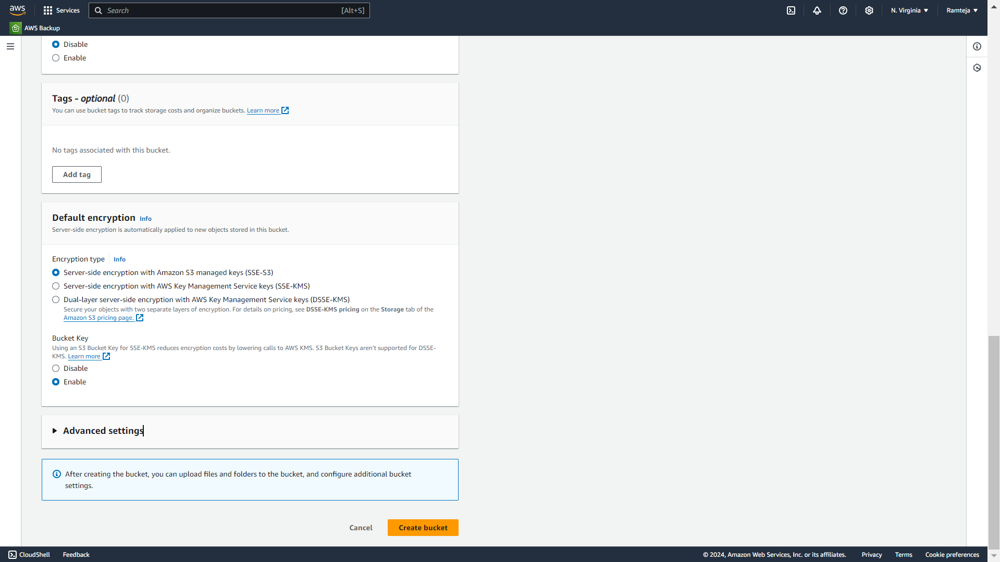 aws
Services
Search
[Alt+S]
N. Virginia
Ramteja
AWS Backup
Disable
Enable
Tags - optional (0)
You can use bucket tags to track storage costs and organize buckets. Learn more
No tags associated with this bucket.
Add tag
Default encryption Info
Server-side encryption is automatically applied to new objects stored in this bucket.
Encryption type Info
Server-side encryption with Amazon S3 managed keys (SSE-S3)
Server-side encryption with AWS Key Management Service keys (SSE-KMS)
Dual-layer server-side encryption with AWS Key Management Service keys (DSSE-KMS)
Secure your objects with two separate layers of encryption. For details on pricing, see DSSE-KMS pricing on the Storage tab of the
Amazon S3 pricing page.
Bucket Key
Using an S3 Bucket Key for SSE-KMS reduces encryption costs by lowering calls to AWS KMS. S3 Bucket Keys aren't supported for DSSE-
KMS. Learn more
Disable
Enable
Advanced settings
After creating the bucket, you can upload files and folders to the bucket, and configure additional bucket
settings.
Cancel
Create bucket
CloudShell
Feedback
© 2024, Amazon Web Services, Inc. or its affiliates.
Privacy
Terms
Cookie preferences